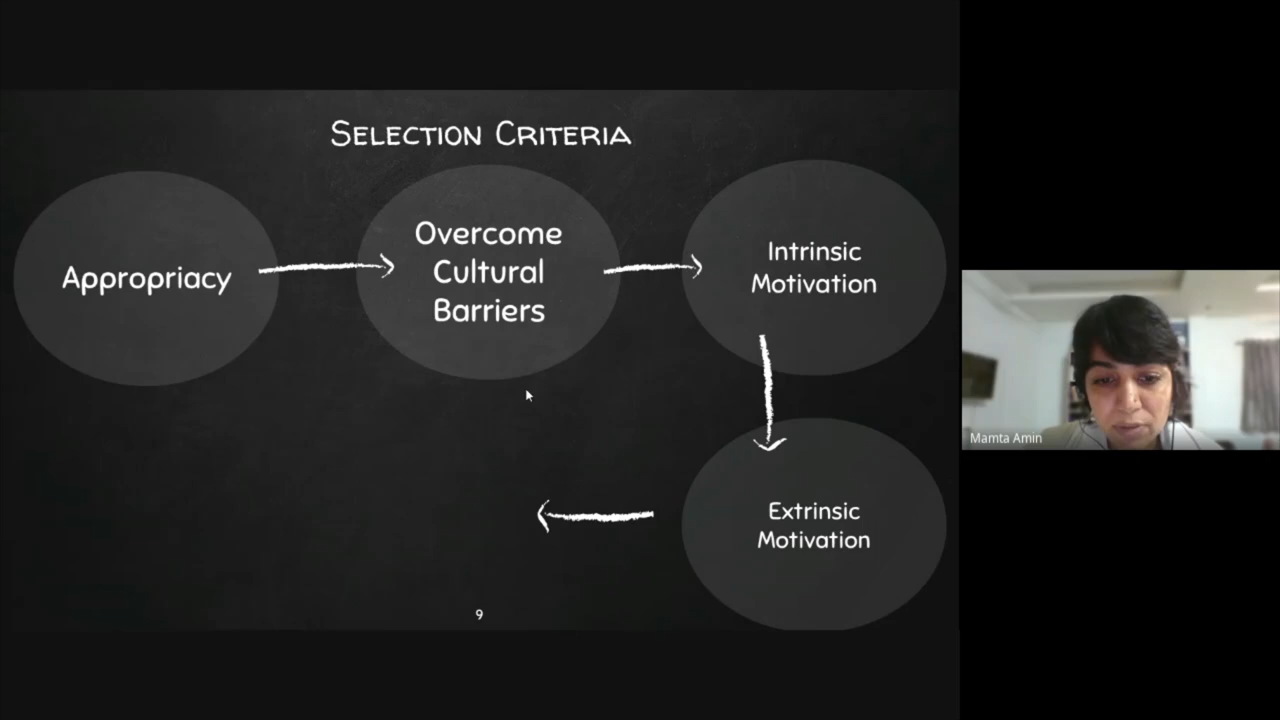 Selection Criteria
Appropriacy
Overcome
Cultural
Barriers
Intrinsic
Motivation
Extrinsic
Motivation
9
Mamta Amin